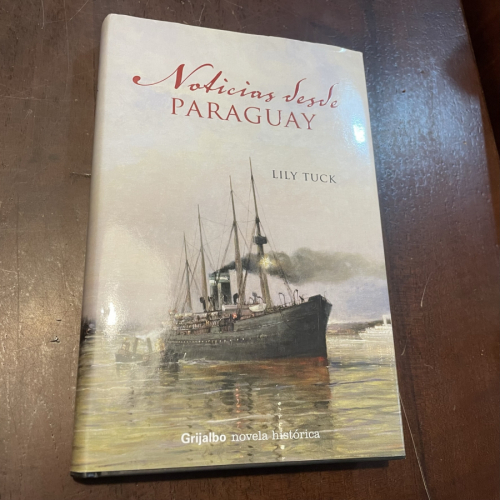 Noticias desde
PARAGUAY
LILY TUCK
Grijalbo novela histórica